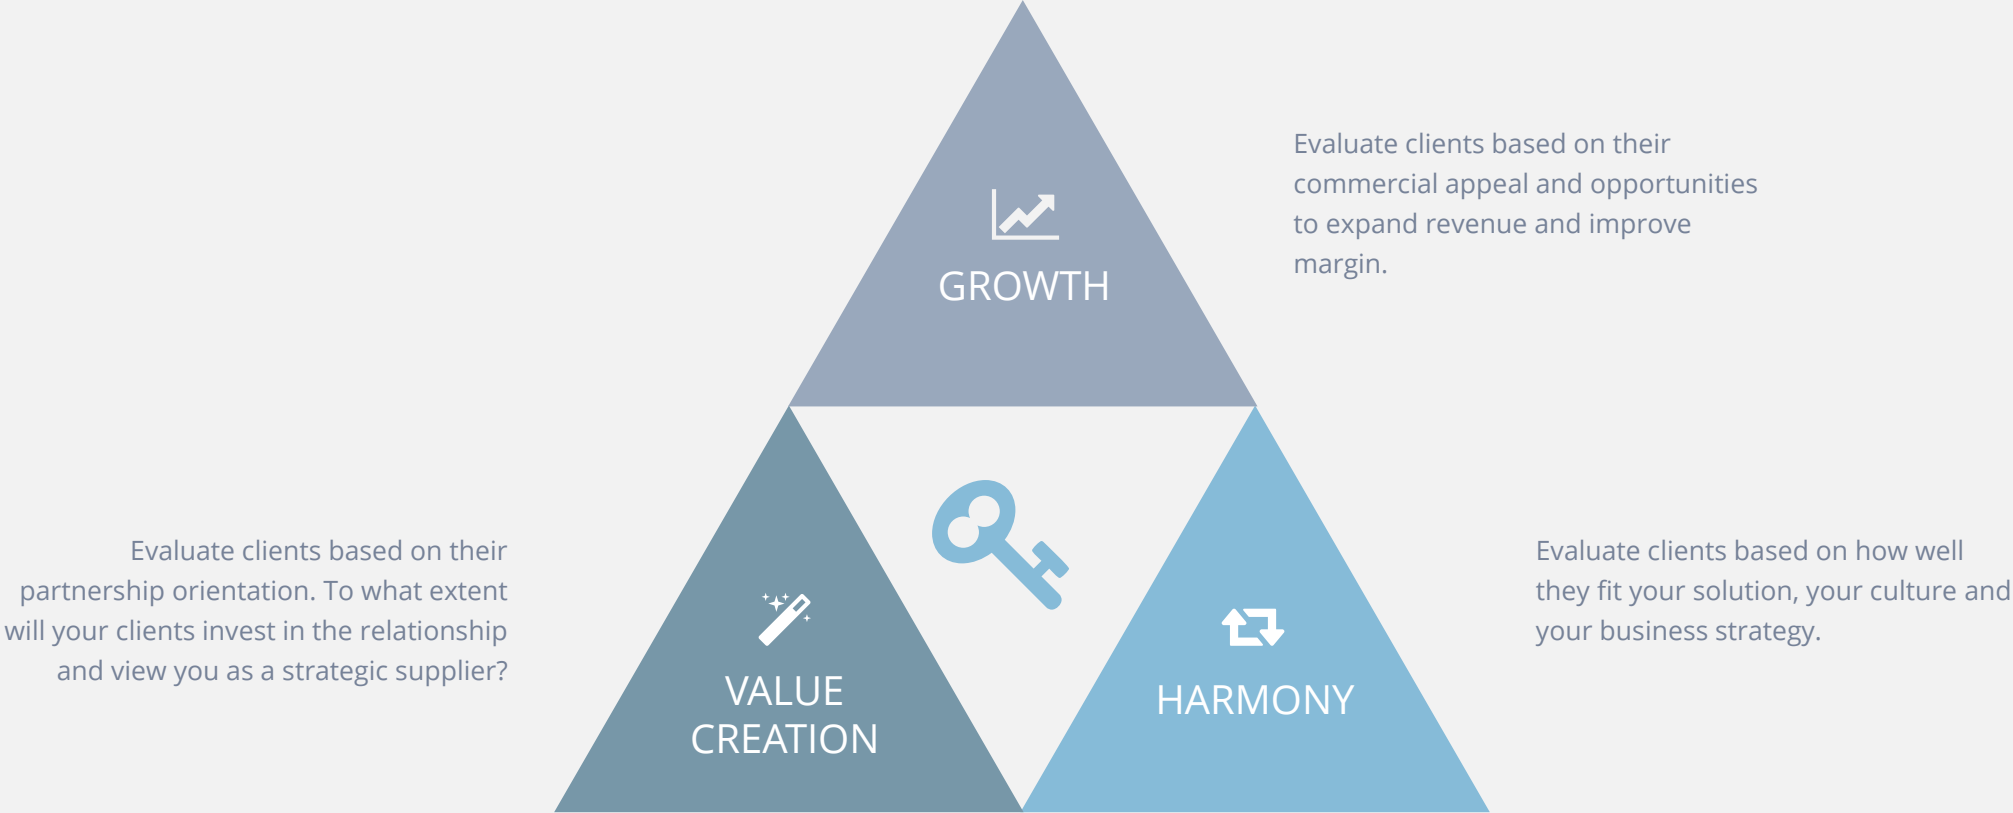 Evaluate clients based on their
commercial appeal and opportunities
to expand revenue and improve
margin.
GROWTH
Evaluate clients based on their
partnership orientation. To what extent
will your clients invest in the relationship
and view you as a strategic supplier?
VALUE
CREATION
HARMONY
Evaluate clients based on how well
they fit your solution, your culture and
your business strategy.